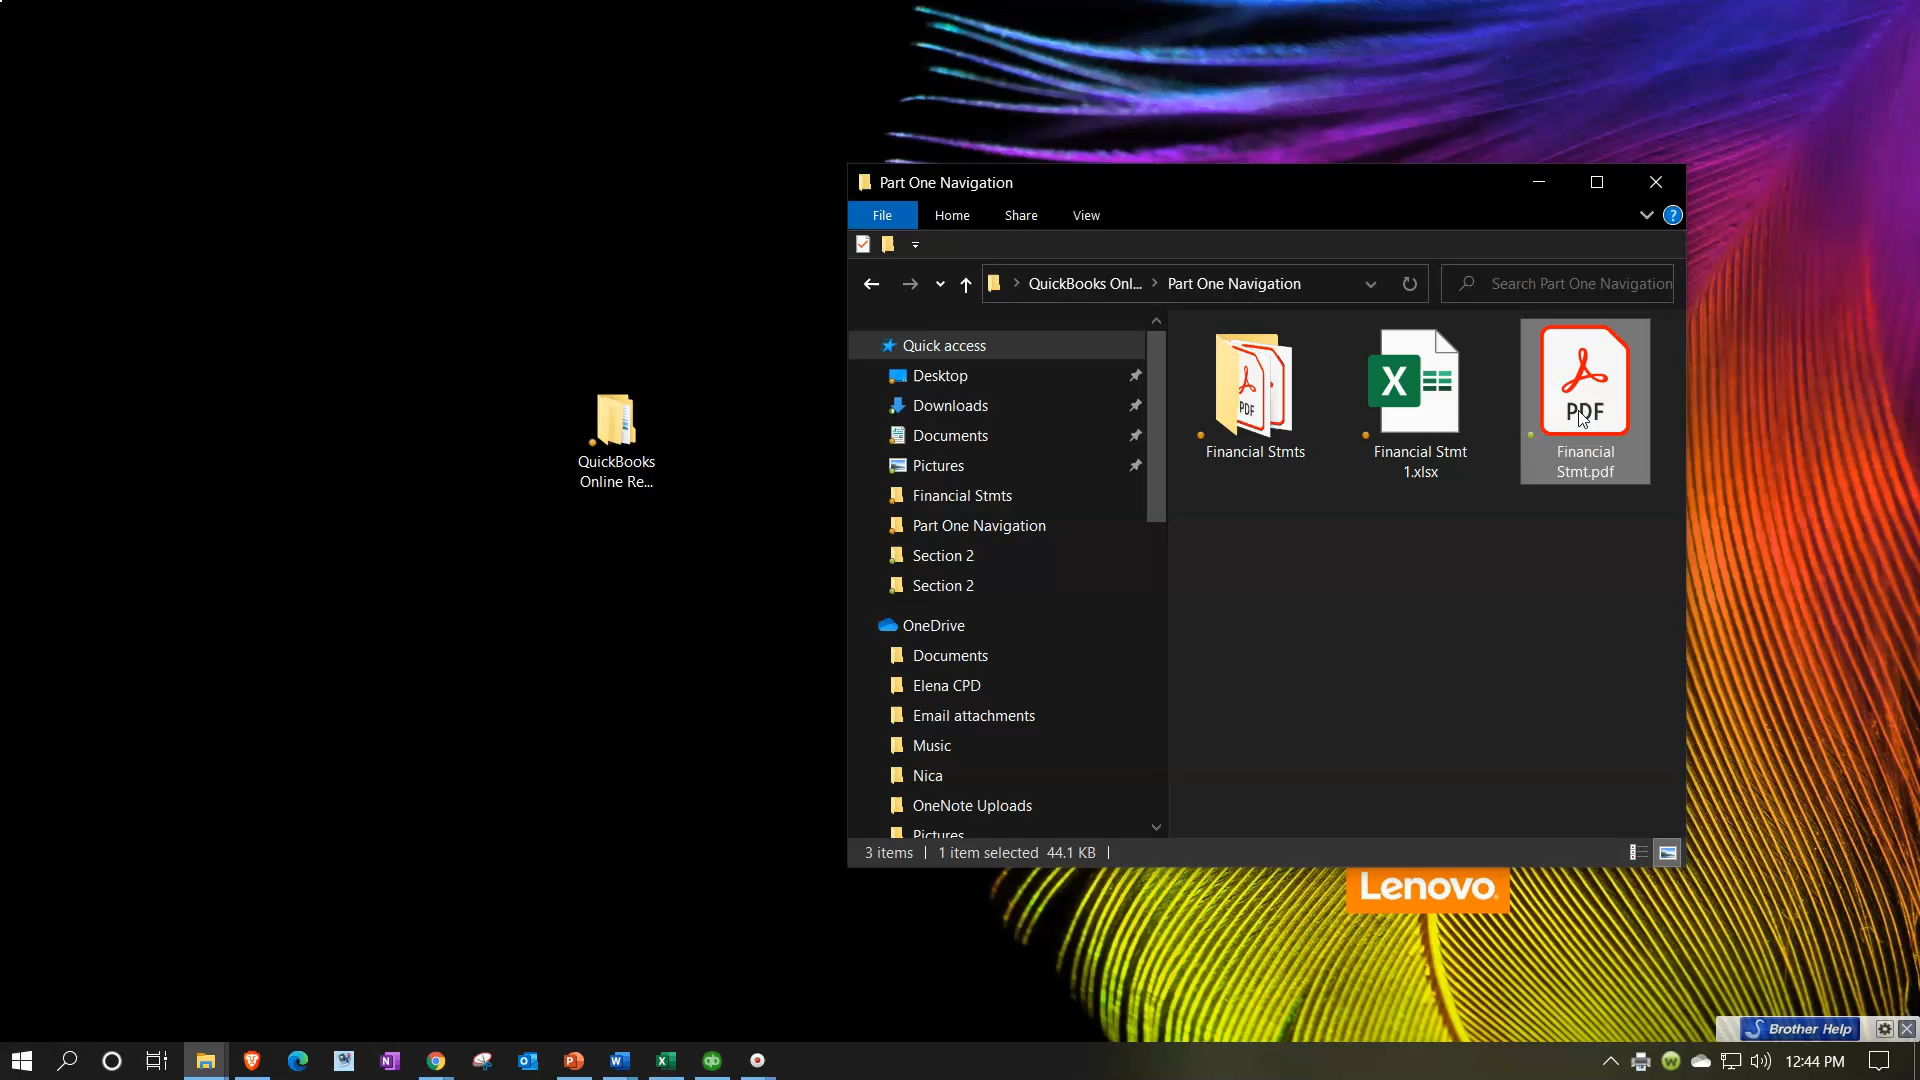 Part One Navigation
File
Home
Share
View
?
QuickBooks Onl...
Part One Navigation
Search Part One Navigation
Quick access
Desktop
Downloads
Documents
Pictures
Financial Stmts
Part One Navigation
Section 2
Section 2
OneDrive
Documents
Elena CPD
Email attachments
Music
Nica
OneNote Uploads
Pictures
PDF
Financial Stmts
X
Financial Stmt
1.xlsx
PDF
Financial
Stmt.pdf
3 items
1 item selected 44.1 KB
QuickBooks
Online Re...
Lenovo
Brother Help
N
P
W
X
qb
W
12:44 PM